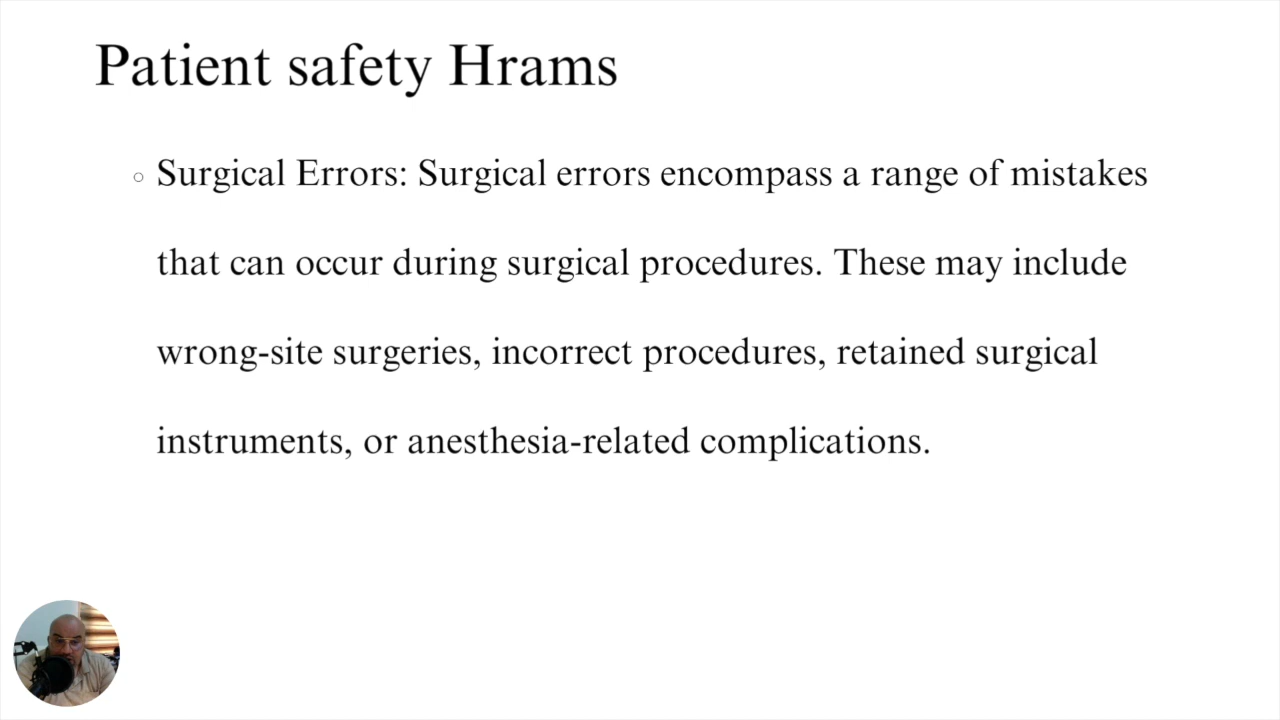 Patient safety Hrams
Surgical Errors: Surgical errors encompass a range of mistakes
that can occur during surgical procedures. These may include
wrong-site surgeries, incorrect procedures, retained surgical
instruments, or anesthesia-related complications.